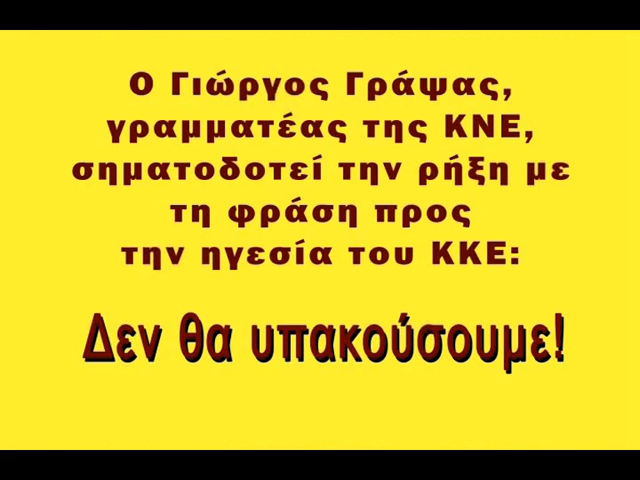 Ο Γιώργος Γράψας,
γραμματέας της ΚΝΕ,
σηματοδοτεί την ρήξη με
τη φράση προς
την ηγεσία του ΚΚΕ:
Δεν θα υπακούσουμε!